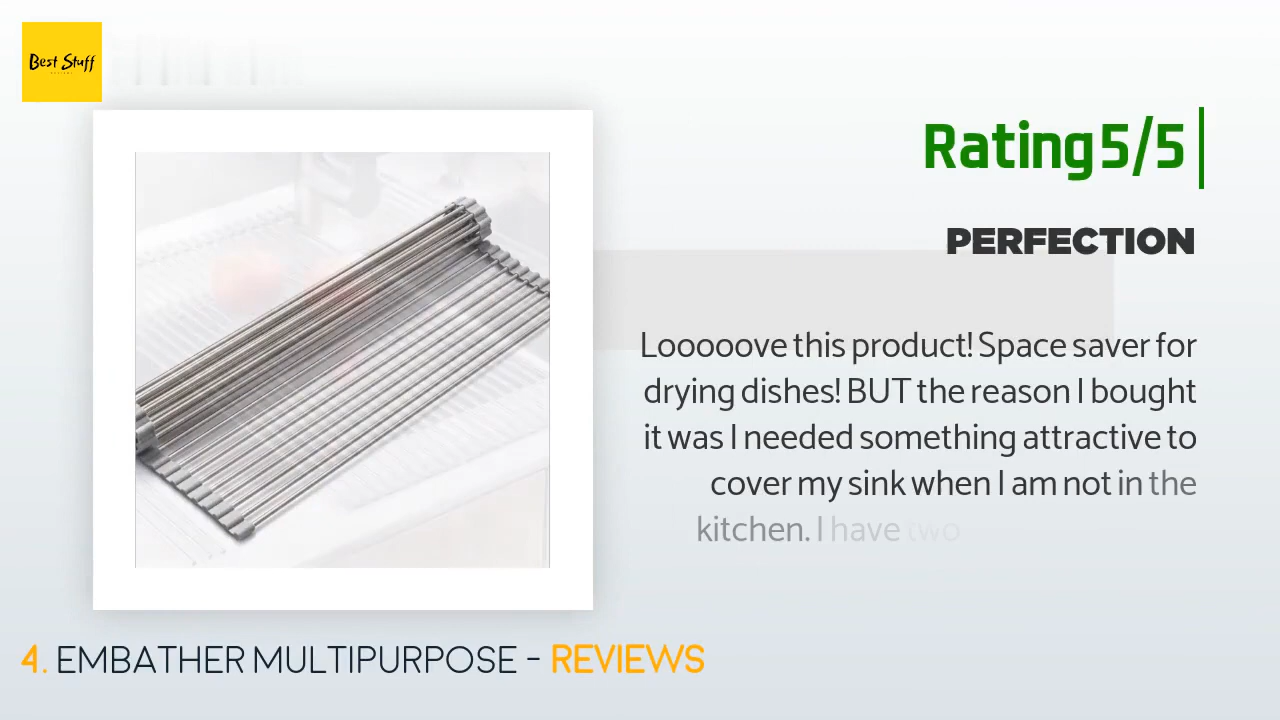 Best Stuff
Rating 5/5
PERFECTION
Looooove this product! Space saver for
drying dishes! BUT the reason I bought
it was I needed something attractive to
cover my sink when I am not in the
kitchen. I have two
4. EMBATHER MULTIPURPOSE - REVIEWS